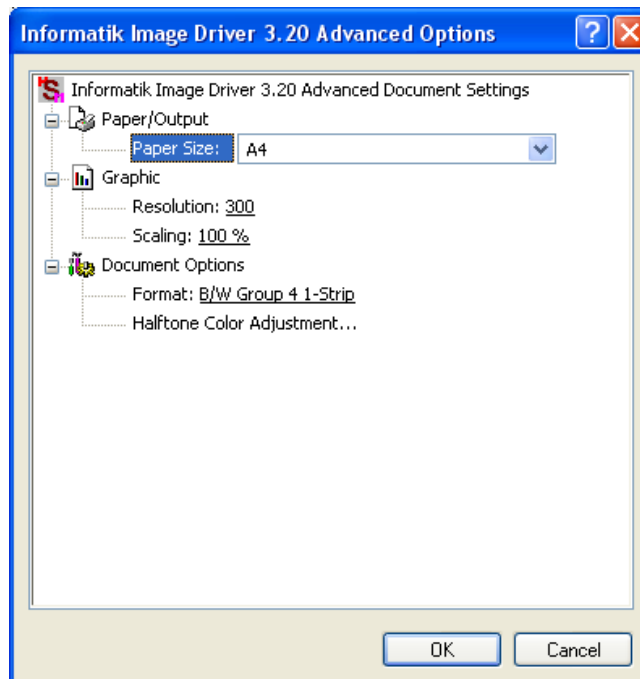 Informatik Image Driver 3.20 Advanced Options
Informatik Image Driver 3.20 Advanced Document Settings
Paper/Output
Paper Size: A4
Graphic
Resolution: 300
Scaling: 100 %
Document Options
Format: B/W Group 4 1-Strip
Halftone Color Adjustment...
OK Cancel